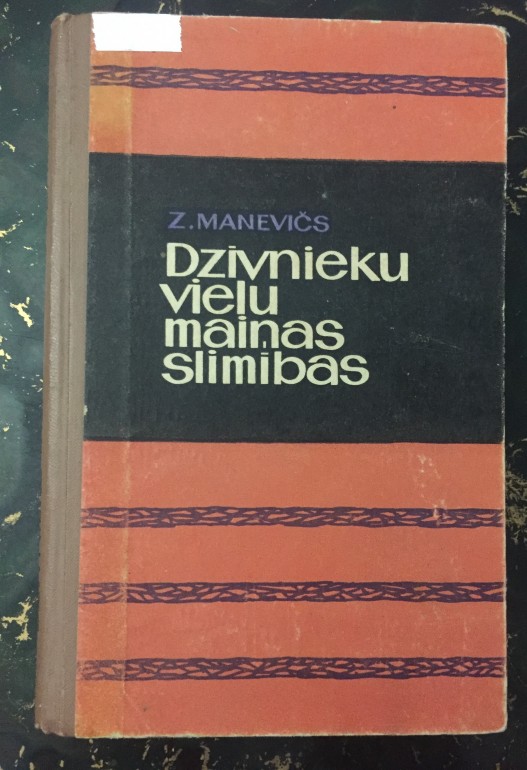 Z.MANEVIČS
Dzīvnieku
vielu
maiņas
slimības